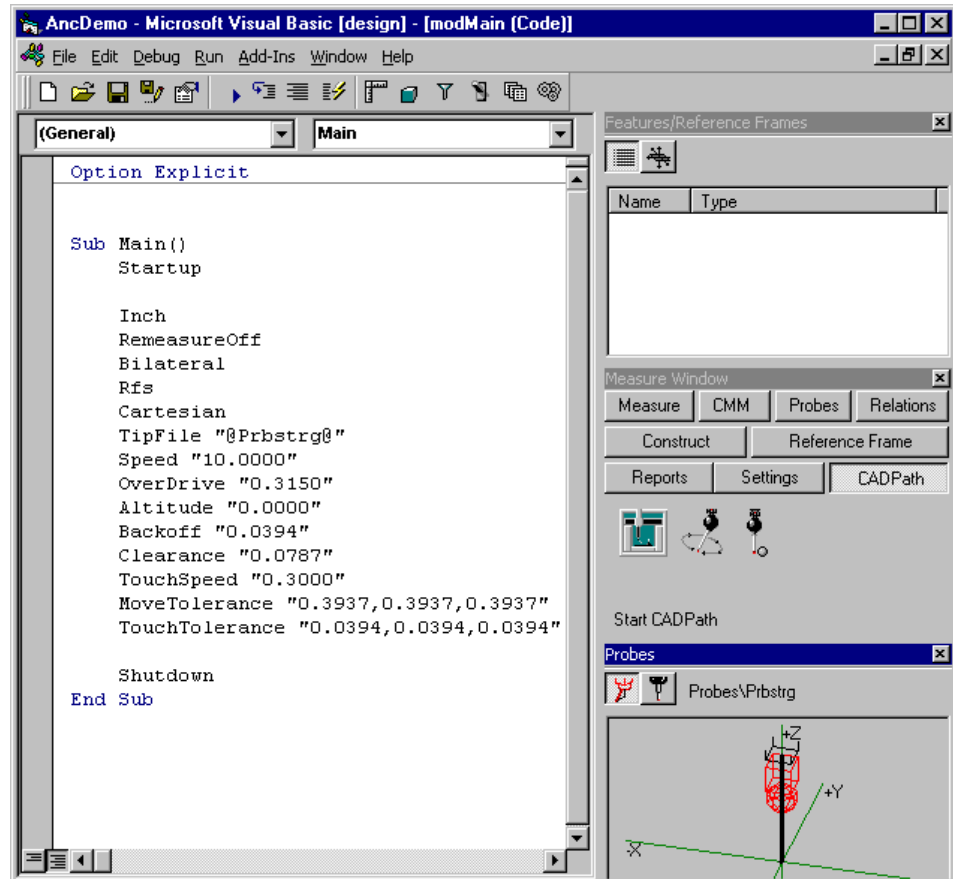 AncDemo - Microsoft Visual Basic [design] - [modMain (Code)]
File Edit Debug Run Add-Ins Window Help
(General) Main
Option Explicit
Sub Main()
Startup
Inch
RemeasureOff
Bilateral
Rfs
Cartesian
TipFile "@Prbstrg@"
Speed "10.0000"
OverDrive "0.3150"
Altitude "0.0000"
Backoff "0.0394"
Clearance "0.0787"
TouchSpeed "0.3000"
MoveTolerance "0.3937,0.3937,0.3937"
TouchTolerance "0.0394,0.0394,0.0394"
Shutdown
End Sub
Features/Reference Frames
Name Type
Measure Window
Measure CMM Probes Relations
Construct Reference Frame
Reports Settings CADPath
Start CADPath
Probes
Probes\Prbstrg
+Z
+Y
-X